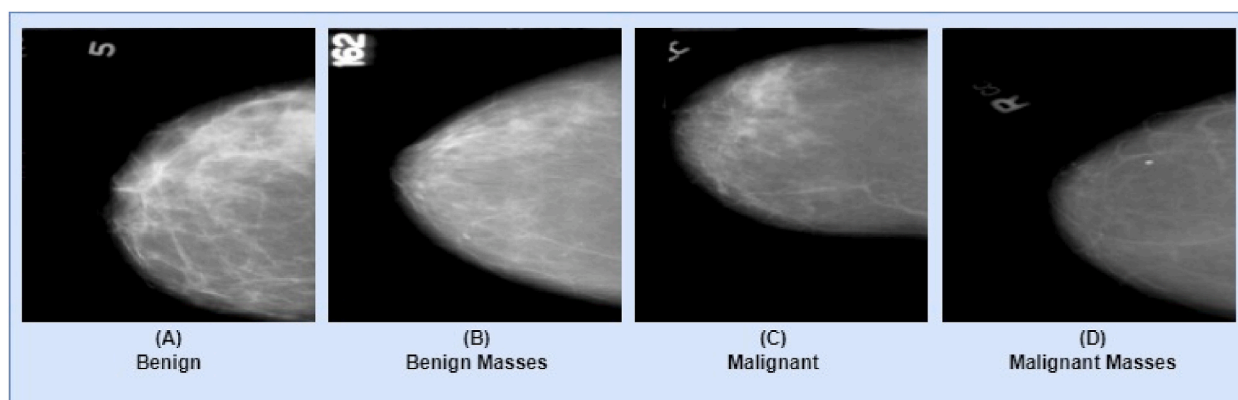 5
162
R
(A)
Benign
(B)
Benign Masses
(C)
Malignant
(D)
Malignant Masses